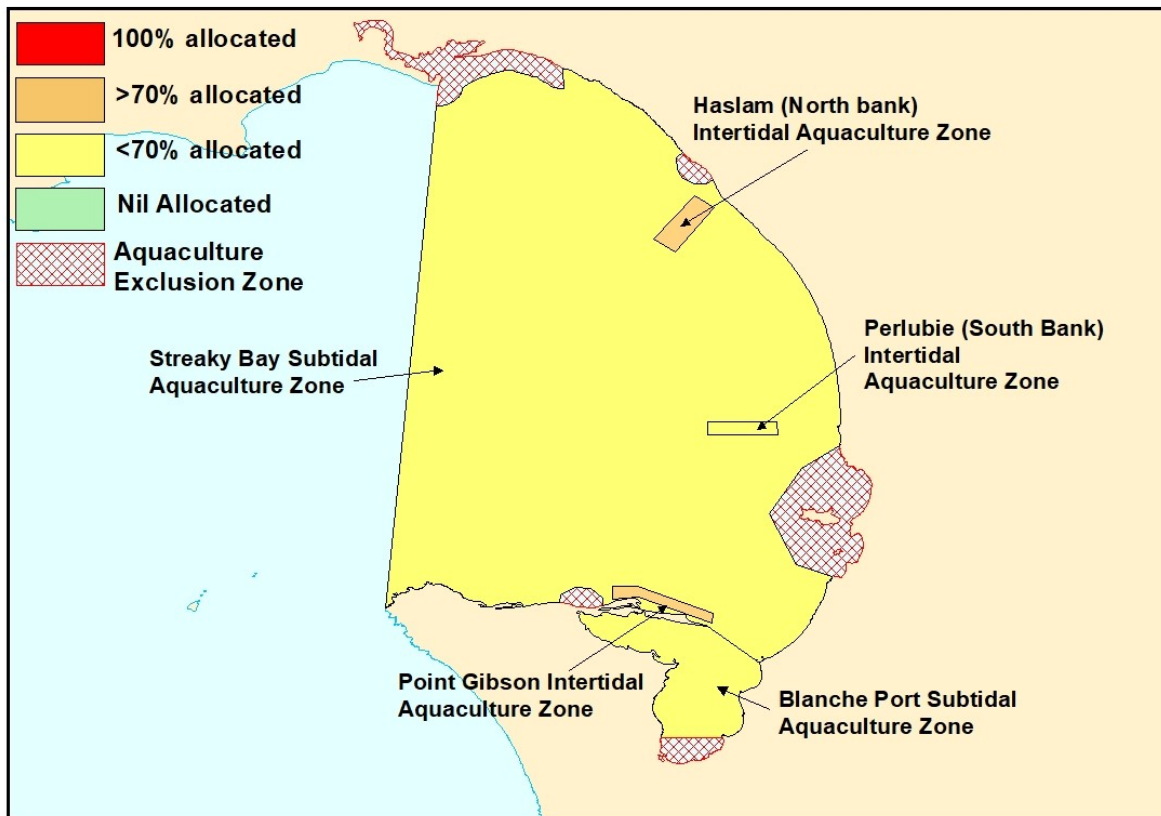 100% allocated
>70% allocated
<70% allocated
Nil Allocated
Aquaculture
Exclusion Zone
Haslam (North bank)
Intertidal Aquaculture Zone
Perlubie (South Bank)
Intertidal
Aquaculture Zone
Streaky Bay Subtidal
Aquaculture Zone
Point Gibson Intertidal
Aquaculture Zone
Blanche Port Subtidal
Aquaculture Zone